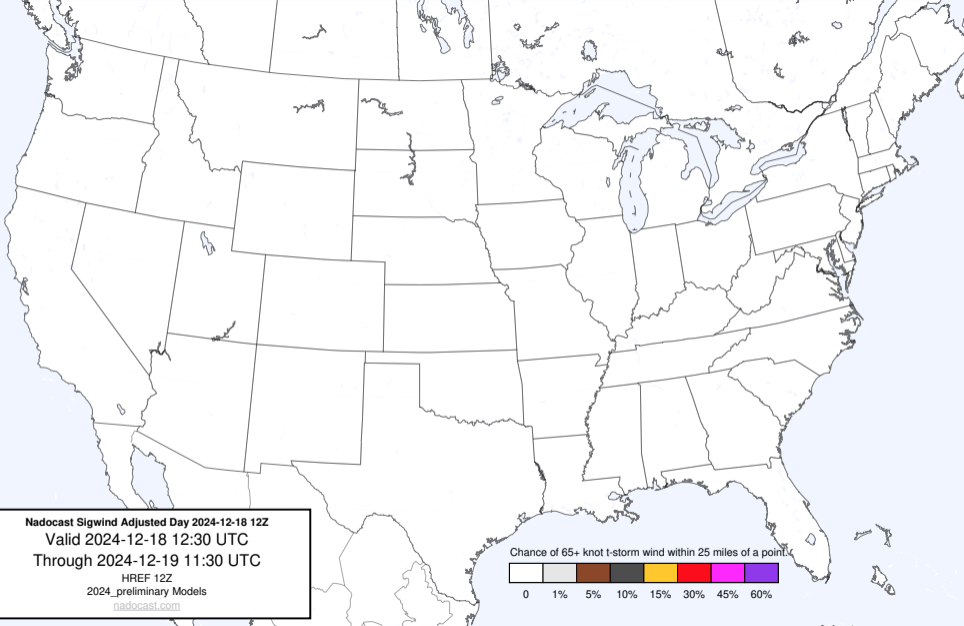 Nadocast Sigwind Adjusted Day 2024-12-18 12Z
Valid 2024-12-18 12:30 UTC
Through 2024-12-19 11:30 UTC
HREF 12Z
2024_preliminary Models
nadocast.com
Chance of 65+ knot t-storm wind within 25 miles of a point.
0 1% 5% 10% 15% 30% 45% 60%